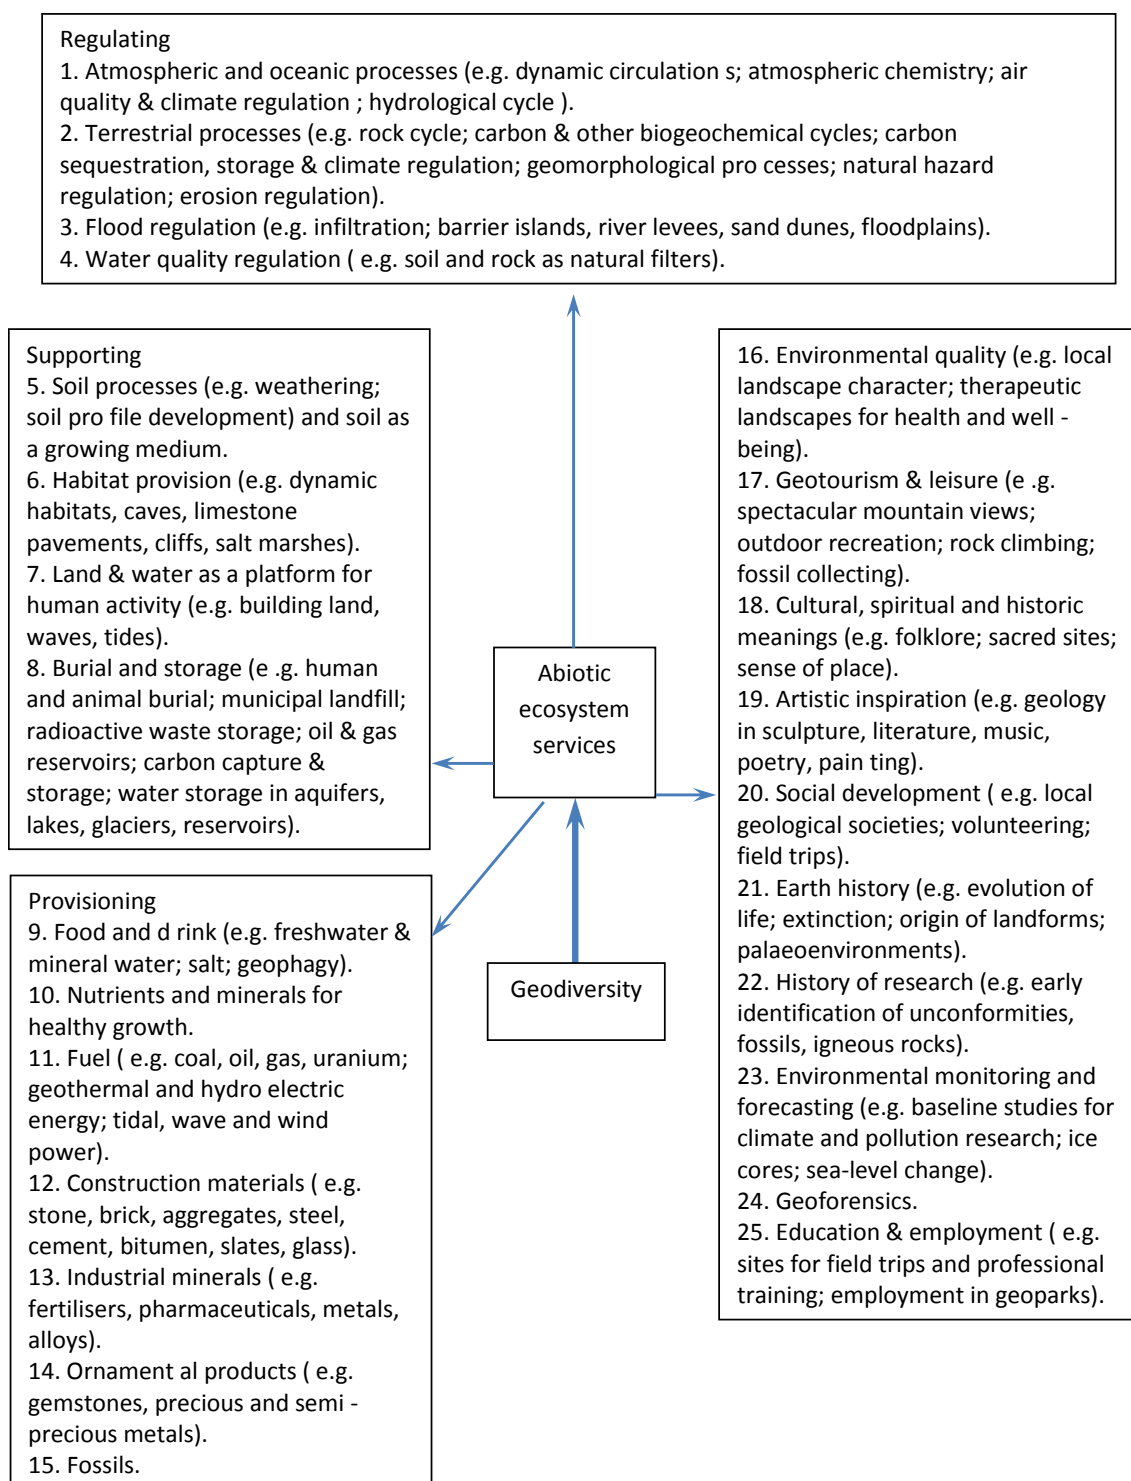 Regulating
1. Atmospheric and oceanic processes (e.g. dynamic circulation s; atmospheric chemistry; air
quality & climate regulation ; hydrological cycle ).
2. Terrestrial processes (e.g. rock cycle; carbon & other biogeochemical cycles; carbon
sequestration, storage & climate regulation; geomorphological pro cesses; natural hazard
regulation; erosion regulation).
3. Flood regulation (e.g. infiltration; barrier islands, river levees, sand dunes, floodplains).
4. Water quality regulation ( e.g. soil and rock as natural filters).
Supporting
5. Soil processes (e.g. weathering;
soil pro file development) and soil as
a growing medium.
6. Habitat provision (e.g. dynamic
habitats, caves, limestone
pavements, cliffs, salt marshes).
7. Land & water as a platform for
human activity (e.g. building land,
waves, tides).
8. Burial and storage (e .g. human
and animal burial; municipal landfill;
radioactive waste storage; oil & gas
reservoirs; carbon capture &
storage; water storage in aquifers,
lakes, glaciers, reservoirs).
Provisioning
9. Food and d rink (e.g. freshwater &
mineral water; salt; geophagy).
10. Nutrients and minerals for
healthy growth.
11. Fuel ( e.g. coal, oil, gas, uranium;
geothermal and hydro electric
energy; tidal, wave and wind
power).
12. Construction materials ( e.g.
stone, brick, aggregates, steel,
cement, bitumen, slates, glass).
13. Industrial minerals ( e.g.
fertilisers, pharmaceuticals, metals,
alloys).
14. Ornament al products ( e.g.
gemstones, precious and semi -
precious metals).
15. Fossils.
Abiotic
ecosystem
services
Geodiversity
16. Environmental quality (e.g. local
landscape character; therapeutic
landscapes for health and well -
being).
17. Geotourism & leisure (e .g.
spectacular mountain views;
outdoor recreation; rock climbing;
fossil collecting).
18. Cultural, spiritual and historic
meanings (e.g. folklore; sacred sites;
sense of place).
19. Artistic inspiration (e.g. geology
in sculpture, literature, music,
poetry, pain ting).
20. Social development ( e.g. local
geological societies; volunteering;
field trips).
21. Earth history (e.g. evolution of
life; extinction; origin of landforms;
palaeoenvironments).
22. History of research (e.g. early
identification of unconformities,
fossils, igneous rocks).
23. Environmental monitoring and
forecasting (e.g. baseline studies for
climate and pollution research; ice
cores; sea-level change).
24. Geoforensics.
25. Education & employment ( e.g.
sites for field trips and professional
training; employment in geoparks).